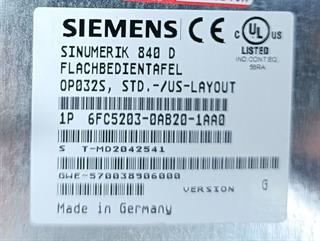 SIEMENS CE UL
SINUMERIK 840 D
LISTED
FLACHBEDIENTAFEL
IND.CONT.EQ.
OP032S, STD.-/US-LAYOUT
1P 6FC5203-0AB20-1AA0
S T-MD2042541
GWE-570038906000
VERSION G
Made in Germany